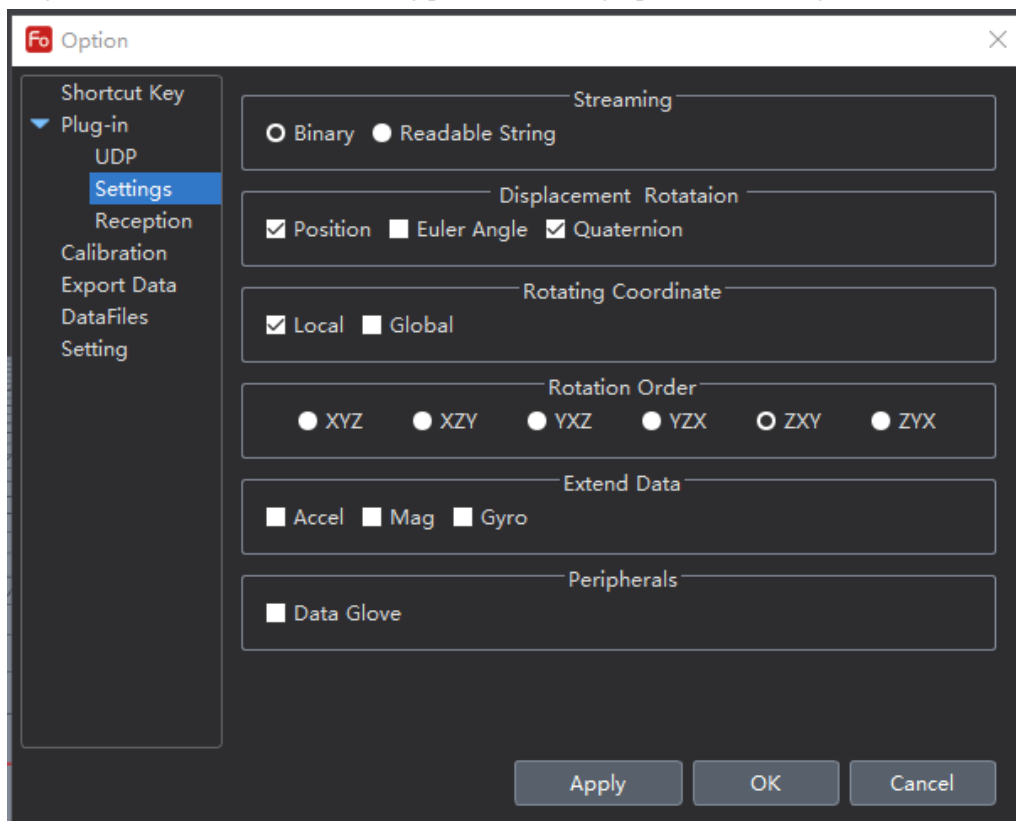 Fo Option
Shortcut Key
Plug-in
UDP
Settings
Reception
Calibration
Export Data
DataFiles
Setting
Streaming
Binary Readable String
Displacement Rotataion
Position Euler Angle Quaternion
Rotating Coordinate
Local Global
Rotation Order
XYZ XZY YXZ YZX ZXY ZYX
Extend Data
Accel Mag Gyro
Peripherals
Data Glove
Apply OK Cancel